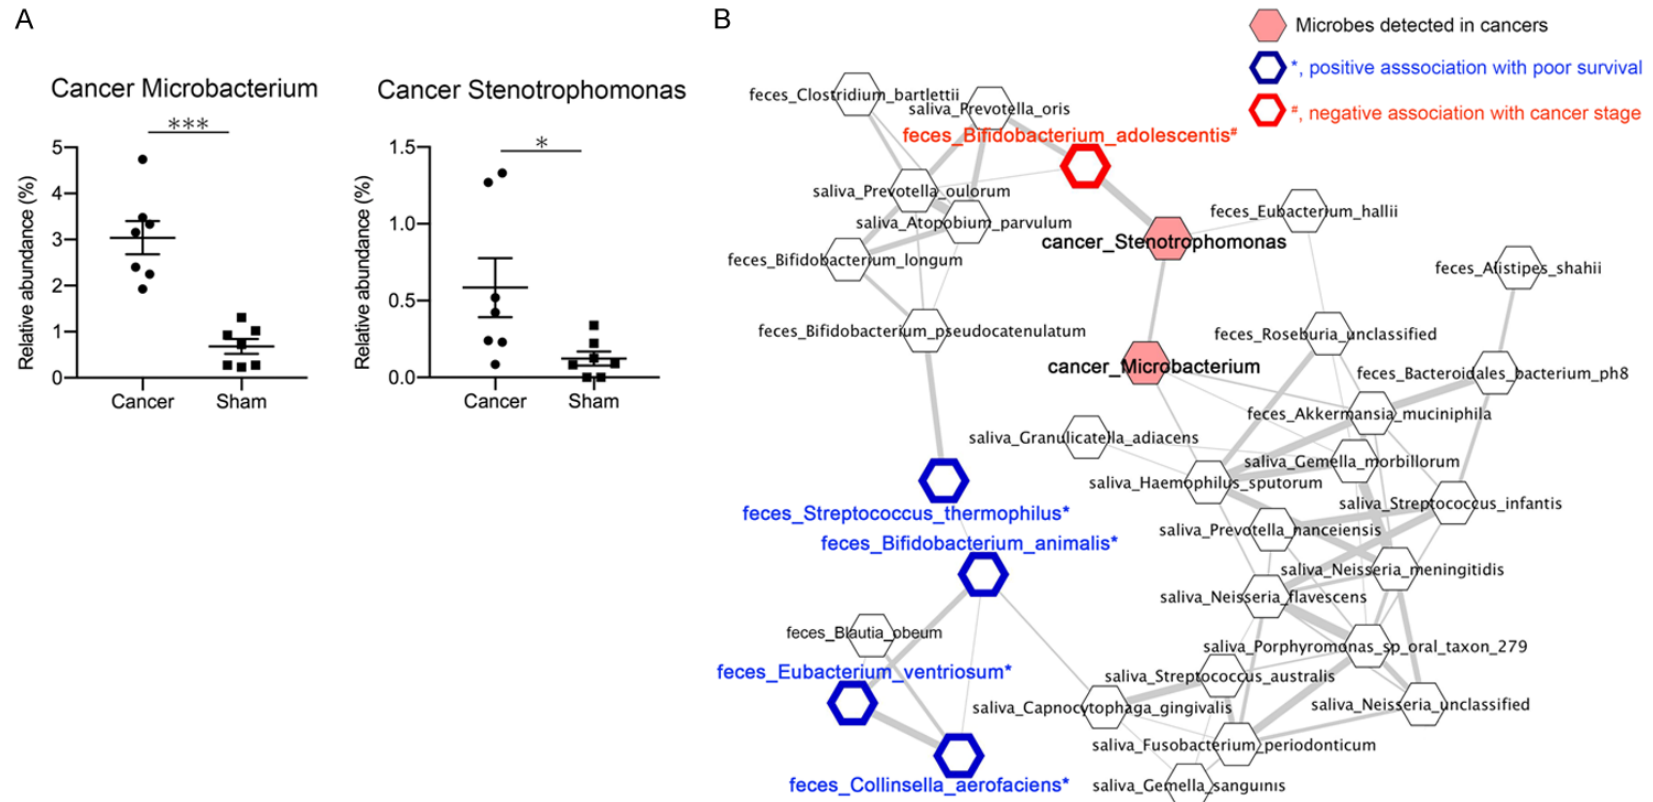 A
B
Microbes detected in cancers
*, positive asssociation with poor survival
#, negative association with cancer stage
Cancer Microbacterium
Cancer Stenotrophomonas
***
*
Relative abundance (%)
5
4
3
2
1
0
Cancer
Sham
Relative abundance (%)
1.5
1.0
0.5
0.0
Cancer
Sham
feces_Clostridium_bartlettii
saliva_Prevotella_oris
feces_Bifidobacterium_adolescentis#
saliva_Prevotella_oulorum
saliva_Atopobium_parvulum
feces_Eubacterium_hallii
cancer_Stenotrophomonas
feces_Bifidobacterium_longum
feces_Alistipes_shahii
feces_Bifidobacterium_pseudocatenulatum
feces_Roseburia_unclassified
cancer_Microbacterium
feces_Bacteroidales_bacterium_ph8
feces_Akkermansia_muciniphila
saliva_Granulicatella_adiacens
saliva_Gemella_morbillorum
saliva_Haemophilus_sputorum
saliva_Streptococcus_infantis
feces_Streptococcus_thermophilus*
saliva_Prevotella_nanceiensis
feces_Bifidobacterium_animalis*
saliva_Neisseria_meningitidis
saliva_Neisseria_flavescens
feces_Blautia_obeum
saliva_Porphyromonas_sp_oral_taxon_279
feces_Eubacterium_ventriosum*
saliva_Streptococcus_australis
saliva_Capnocytophaga_gingivalis
saliva_Neisseria_unclassified
saliva_Fusobacterium_periodonticum
feces_Collinsella_aerofaciens*
saliva_Gemella_sanguinis